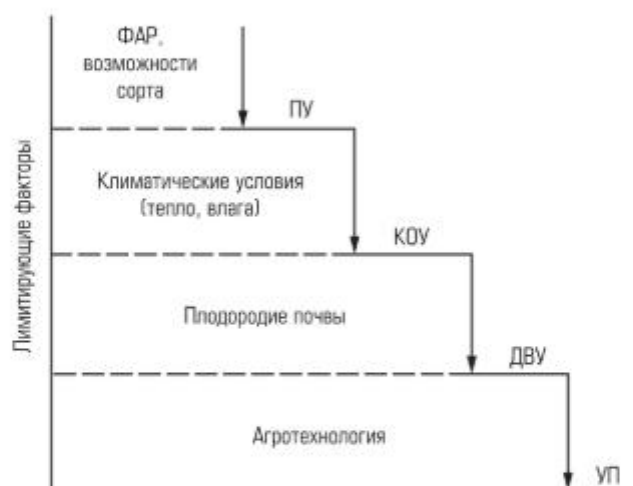 ФАР,
возможности
сорта
ПУ
Климатические условия
(тепло, влага)
КОУ
Плодородие почвы
ДВУ
Агротехнология
УП
Лимитирующие факторы